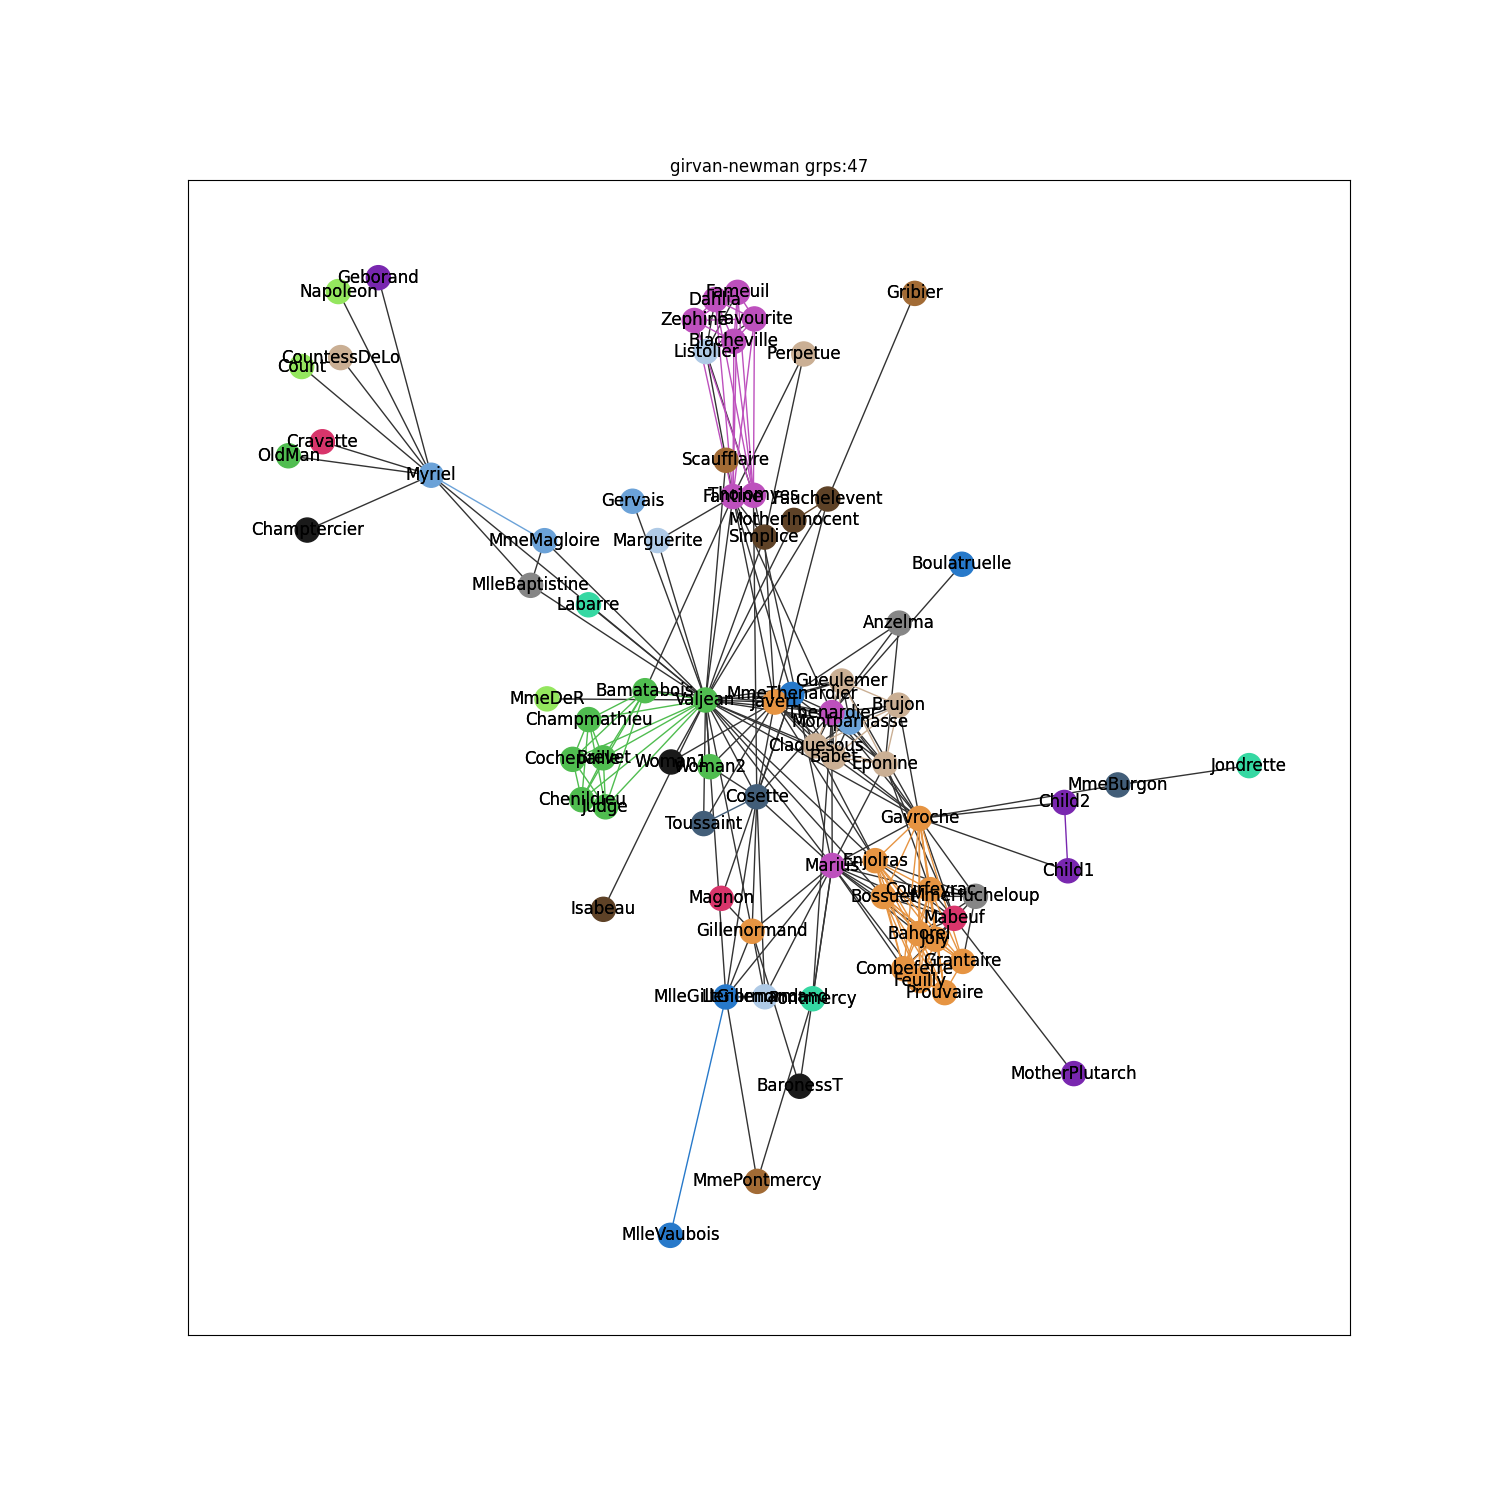 girvan-newman grps:47
Geborand
Napoleon
Fameuil
Gribier
Dahlia
Zephine
Favourite
Blacheville
Listolier
Perpetue
CountessDeLo
Count
Cravatte
OldMan
Scaufflaire
Myriel
Tholomyes
Fantine
Fauchelevent
Gervais
MotherInnocent
Champtercier
Simplice
MmeMagloire
Marguerite
Boulatruelle
MlleBaptistine
Labarre
Anzelma
Gueulemer
Bamatabois
MmeThenardier
MmeDeR
Valjean
Javert
Brujon
Thenardier
Champmathieu
Montparnasse
Claquesous
Cochepaille
Brevet
Woman1
Woman2
Babet
Eponine
Jondrette
MmeBurgon
Cosette
Chenildieu
Judge
Child2
Toussaint
Gavroche
Marius
Enjolras
Child1
Magnon
Courfeyrac
Bossuet
MmeHucheloup
Isabeau
Mabeuf
Gillenormand
Bahorel
Joly
Grantaire
Combeferre
Feuilly
Prouvaire
MlleGillenormand
LtGillenormand
Pontmercy
MotherPlutarch
BaronessT
MmePontmercy
MlleVaubois